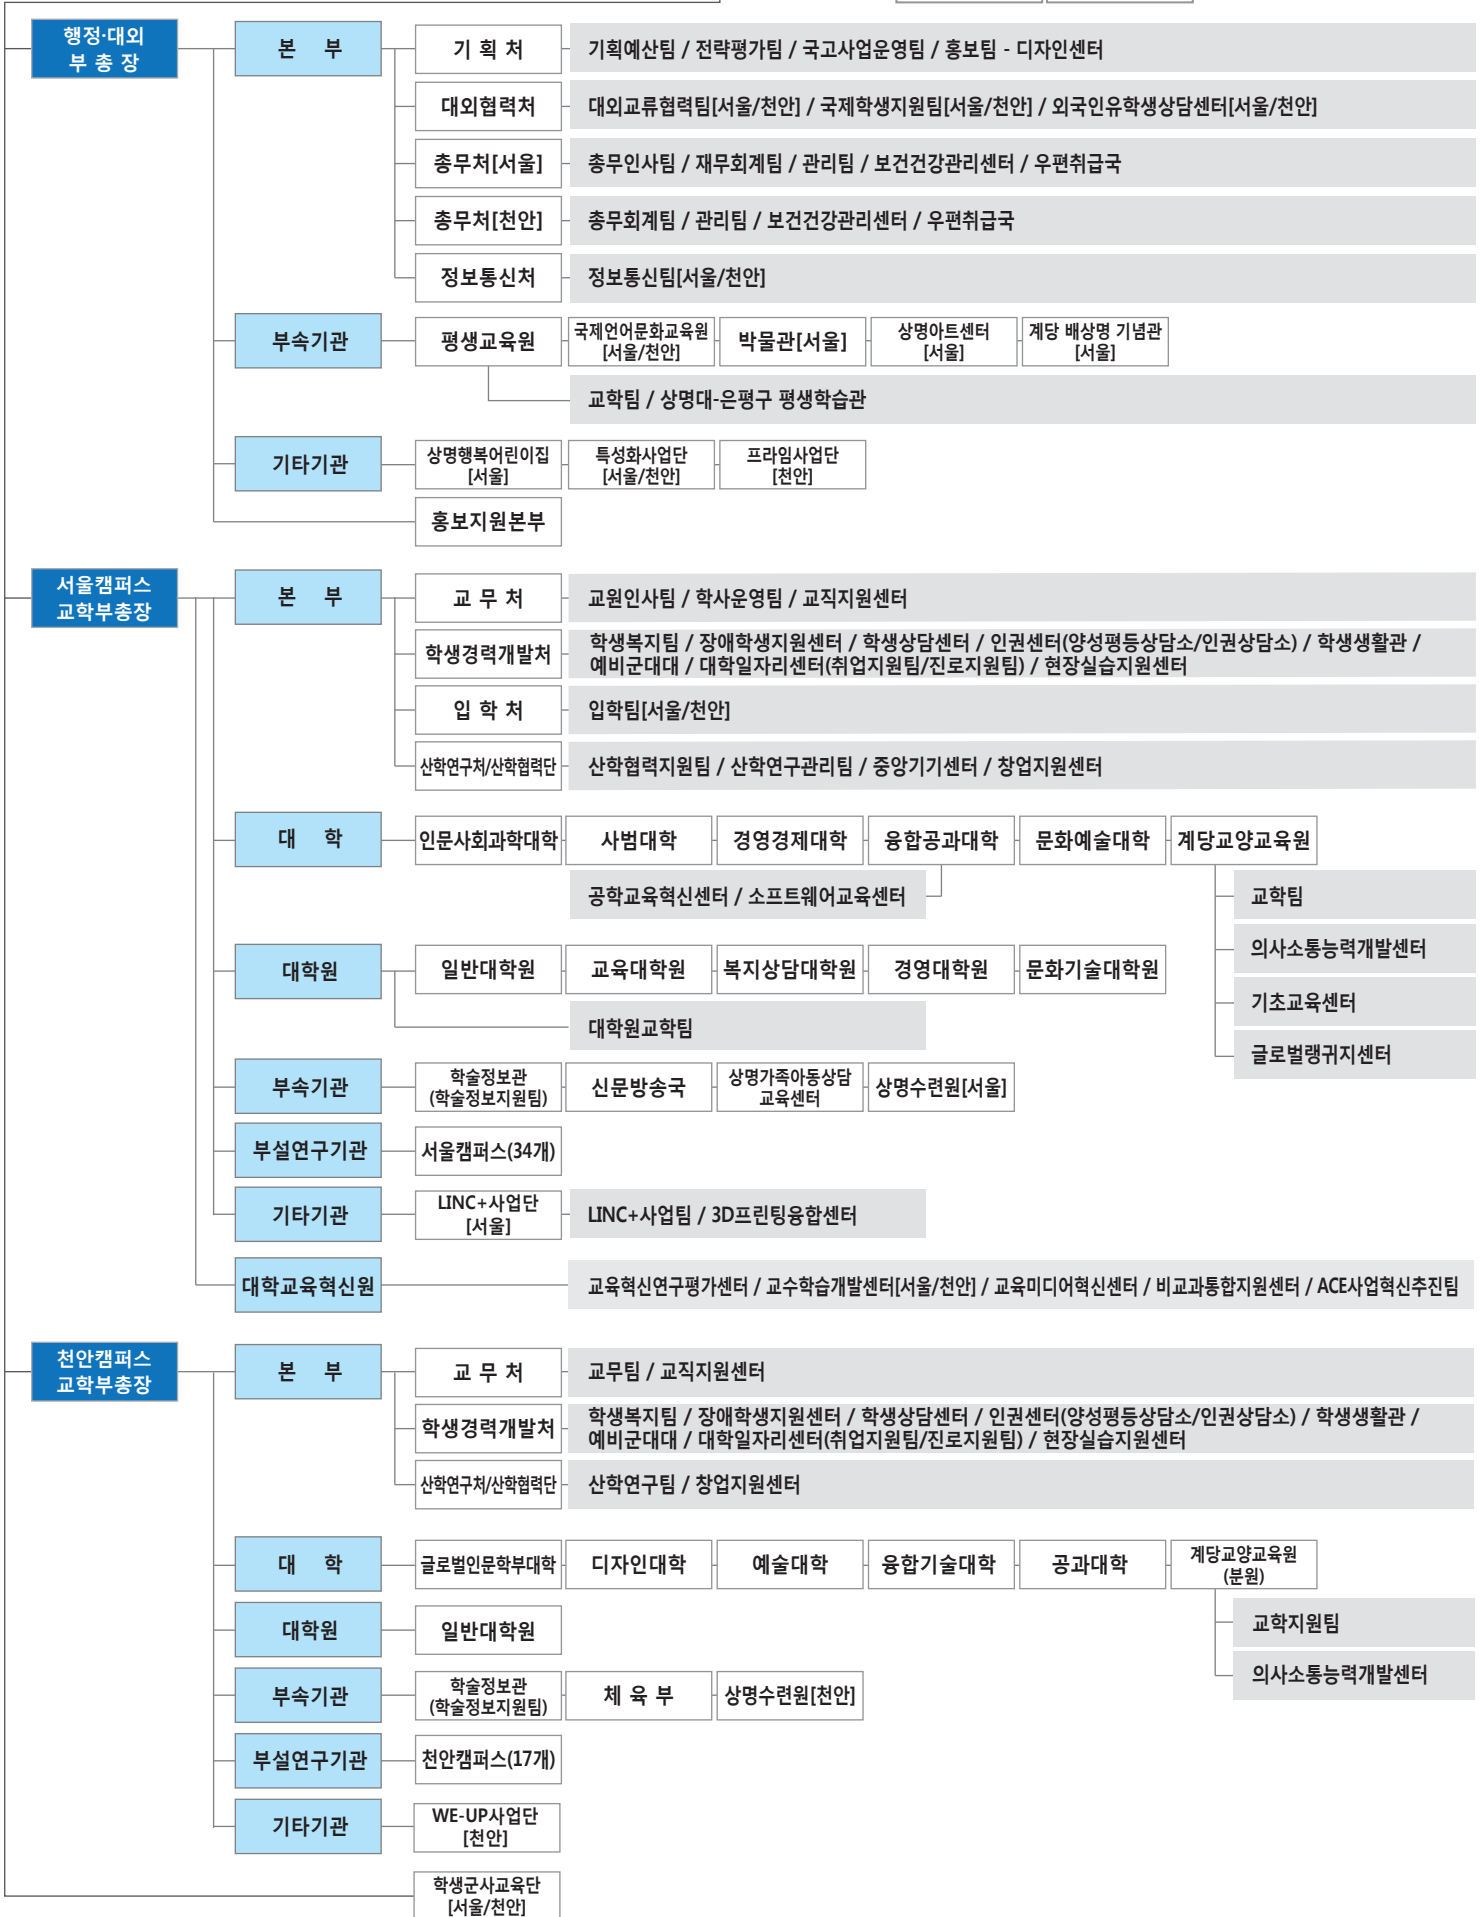 행정·대외
부 총 장
본 부
기 획 처
기획예산팀 / 전략평가팀 / 국고사업운영팀 / 홍보팀 - 디자인센터
대외협력처
대외교류협력팀[서울/천안] / 국제학생지원팀[서울/천안] / 외국인유학생상담센터[서울/천안]
총무처[서울]
총무인사팀 / 재무회계팀 / 관리팀 / 보건건강관리센터 / 우편취급국
총무처[천안]
총무회계팀 / 관리팀 / 보건건강관리센터 / 우편취급국
정보통신처
정보통신팀[서울/천안]
부속기관
평생교육원
국제언어문화교육원
[서울/천안]
박물관[서울]
상명아트센터
[서울]
계당 배상명 기념관
[서울]
교학팀 / 상명대-은평구 평생학습관
기타기관
상명행복어린이집
[서울]
특성화사업단
[서울/천안]
프라임사업단
[천안]
홍보지원본부
서울캠퍼스
교학부총장
본 부
교 무 처
교원인사팀 / 학사운영팀 / 교직지원센터
학생경력개발처
학생복지팀 / 장애학생지원센터 / 학생상담센터 / 인권센터(양성평등상담소/인권상담소) / 학생생활관 /
예비군대대 / 대학일자리센터(취업지원팀/진로지원팀) / 현장실습지원센터
입 학 처
입학팀[서울/천안]
산학연구처/산학협력단
산학협력지원팀 / 산학연구관리팀 / 중앙기기센터 / 창업지원센터
대 학
인문사회과학대학
사범대학
경영경제대학
융합공과대학
문화예술대학
계당교양교육원
공학교육혁신센터 / 소프트웨어교육센터
교학팀
의사소통능력개발센터
기초교육센터
글로벌랭귀지센터
대학원
일반대학원
교육대학원
복지상담대학원
경영대학원
문화기술대학원
대학원교학팀
부속기관
학술정보관
(학술정보지원팀)
신문방송국
상명가족아동상담
교육센터
상명수련원[서울]
부설연구기관
서울캠퍼스(34개)
기타기관
LINC+사업단
[서울]
LINC+사업팀 / 3D프린팅융합센터
대학교육혁신원
교육혁신연구평가센터 / 교수학습개발센터[서울/천안] / 교육미디어혁신센터 / 비교과통합지원센터 / ACE사업혁신추진팀
천안캠퍼스
교학부총장
본 부
교 무 처
교무팀 / 교직지원센터
학생경력개발처
학생복지팀 / 장애학생지원센터 / 학생상담센터 / 인권센터(양성평등상담소/인권상담소) / 학생생활관 /
예비군대대 / 대학일자리센터(취업지원팀/진로지원팀) / 현장실습지원센터
산학연구처/산학협력단
산학연구팀 / 창업지원센터
대 학
글로벌인문학부대학
디자인대학
예술대학
융합기술대학
공과대학
계당교양교육원
(분원)
교학지원팀
의사소통능력개발센터
대학원
일반대학원
부속기관
학술정보관
(학술정보지원팀)
체 육 부
상명수련원[천안]
부설연구기관
천안캠퍼스(17개)
기타기관
WE-UP사업단
[천안]
학생군사교육단
[서울/천안]